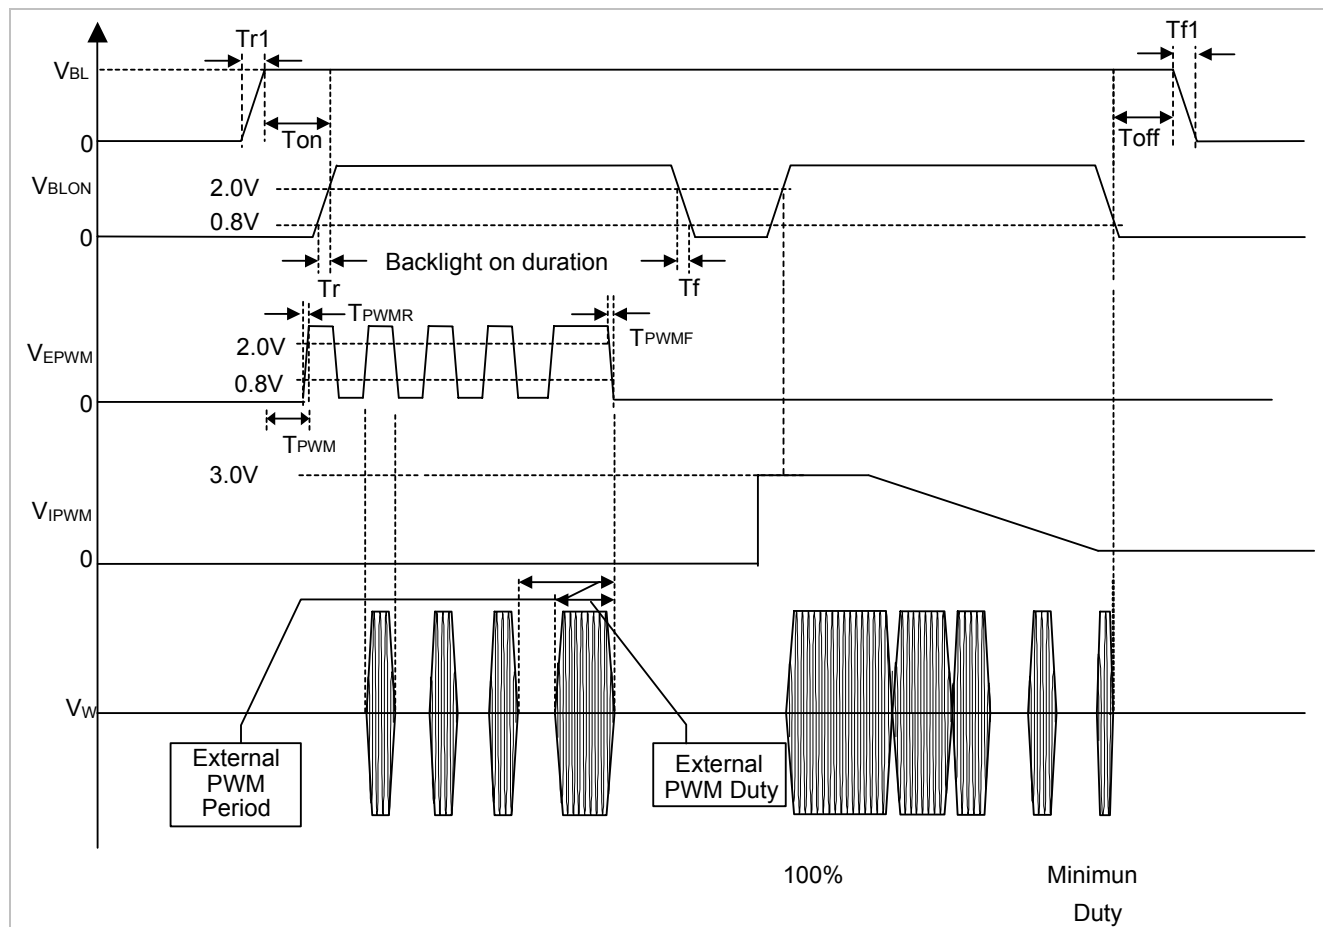 Tr1
Tf1
VBL
0
Ton
Toff
VBLON
2.0V
0.8V
0
Backlight on duration
Tr
Tf
TPWMR
TPWMF
VEPWM
2.0V
0.8V
0
TPWM
3.0V
VIPWM
0
VW
External
PWM
Period
External
PWM Duty
100%
Minimun
Duty